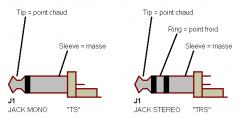 Tip = point chaud
Sleeve = masse
J1
JACK MONO "TS"
Tip = point chaud
Ring = point froid
Sleeve = masse
J1
JACK STEREO "TRS"